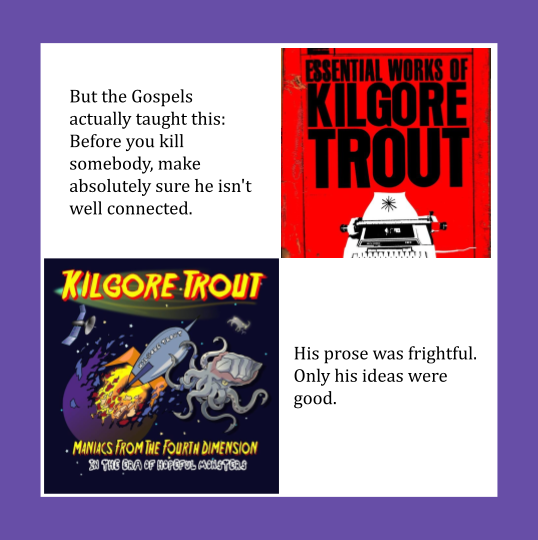 But the Gospels
actually taught this:
Before you kill
somebody, make
absolutely sure he isn't
well connected.
ESSENTIAL WORKS OF
KILGORE
TROUT
KILGORE TROUT
MANIACS FROM THE FOURTH DIMENSION
IN THE ERA OF HOPEFUL MONSTERS
His prose was frightful.
Only his ideas were
good.